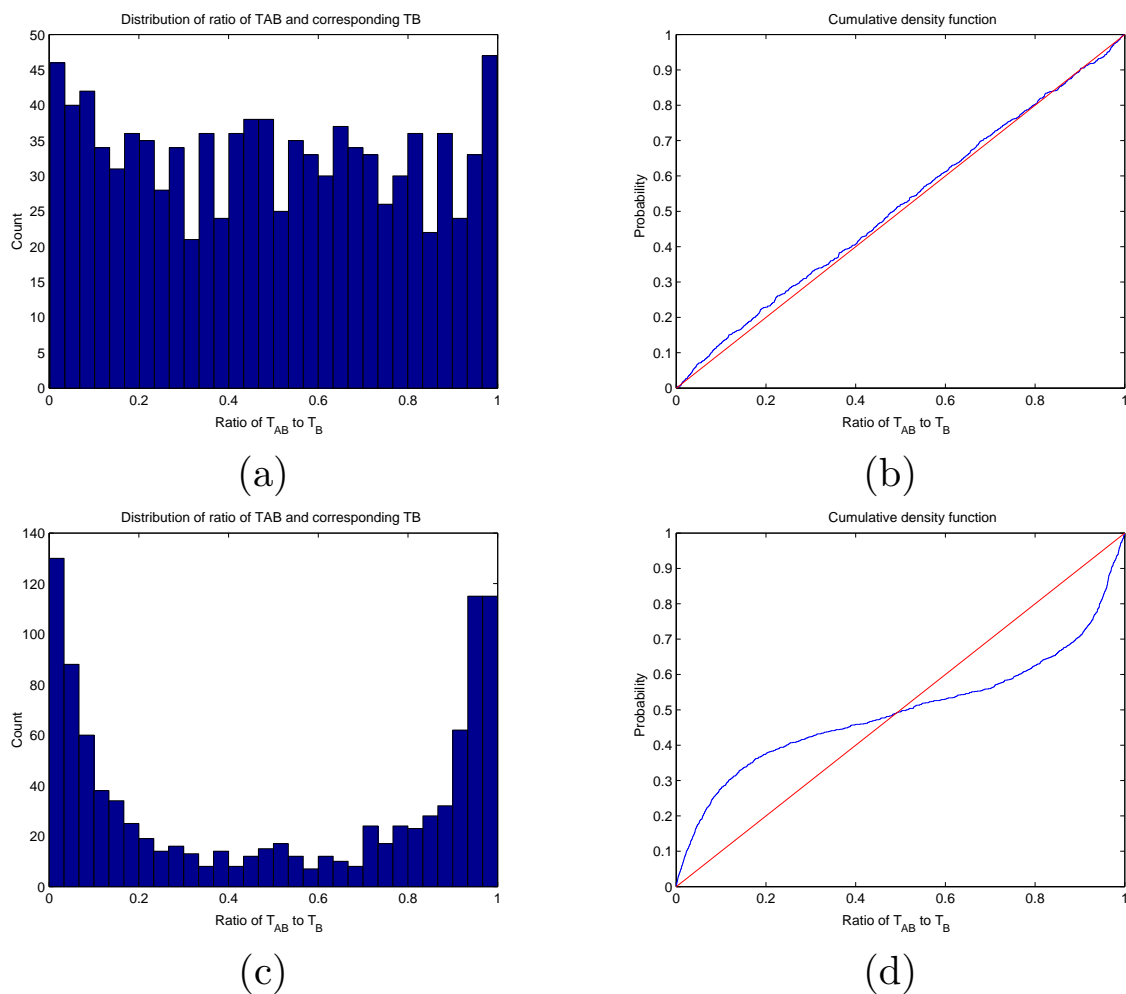 Distribution of ratio of TAB and corresponding TB
50
45
40
35
30
25
20
15
10
5
0
Count
0 0.2 0.4 0.6 0.8 1
Ratio of T_AB to T_B
(a)
Cumulative density function
1
0.9
0.8
0.7
0.6
0.5
0.4
0.3
0.2
0.1
0
Probability
0 0.2 0.4 0.6 0.8 1
Ratio of T_AB to T_B
(b)
Distribution of ratio of TAB and corresponding TB
140
120
100
80
60
40
20
0
Count
0 0.2 0.4 0.6 0.8 1
Ratio of T_AB to T_B
(c)
Cumulative density function
1
0.9
0.8
0.7
0.6
0.5
0.4
0.3
0.2
0.1
0
Probability
0 0.2 0.4 0.6 0.8 1
Ratio of T_AB to T_B
(d)